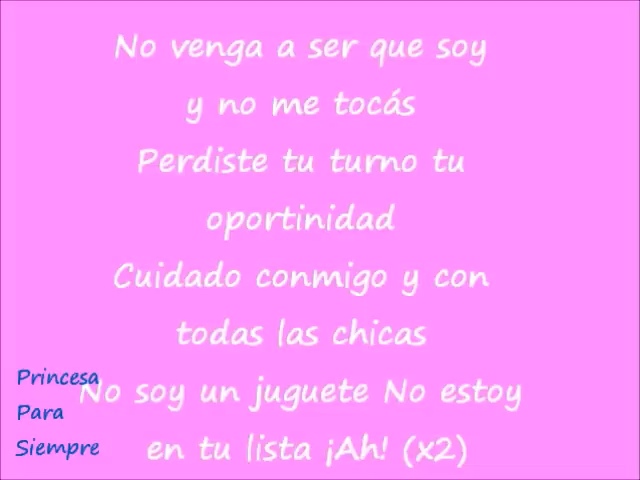 No venga a ser que soy
y no me tocás
Perdiste tu turno tu
oportinidad
Cuidado conmigo y con
todas las chicas
No soy un juguete No estoy
en tu lista ¡Ah! (x2)
Princesa
Para
Siempre